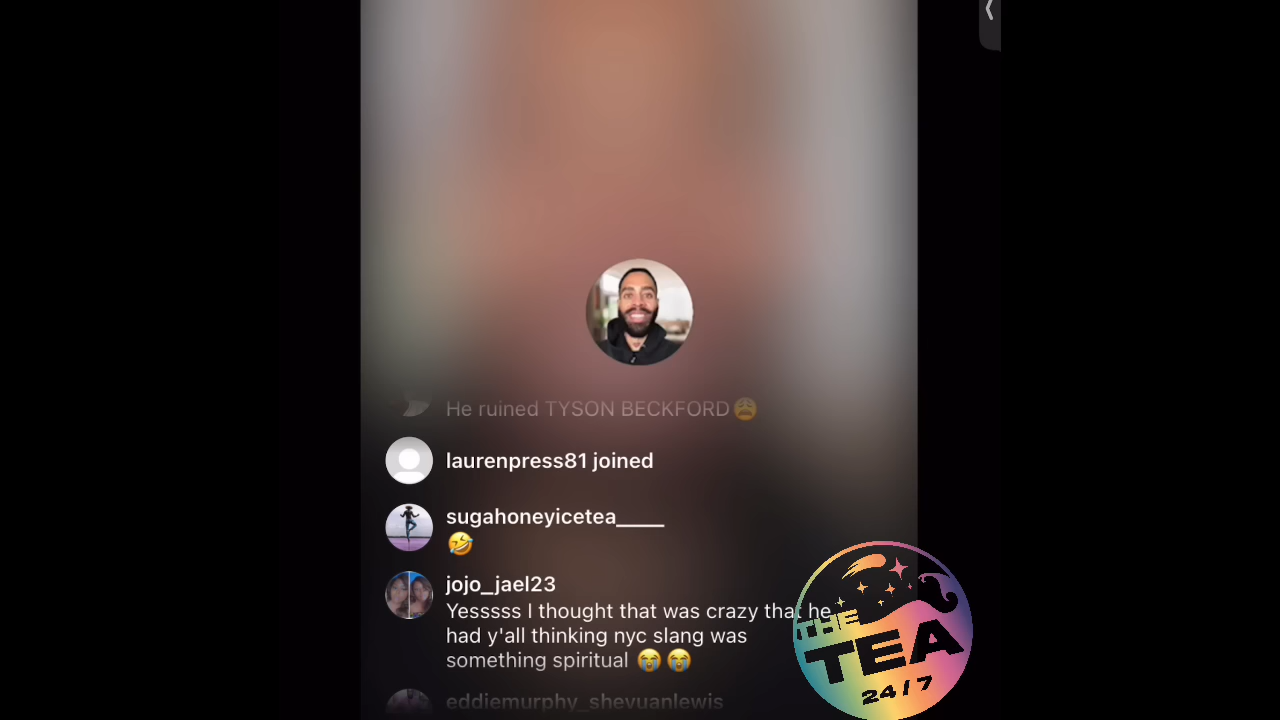 He ruined TYSON BECKFORD😩
laurenpress81 joined
sugahoneyicetea_____
🤣
jojo_jael23
Yesssss I thought that was crazy that he
had y'all thinking nyc slang was
something spiritual 😭😭
eddiemurphy_shevuanlewis
THE
TEA
24/7